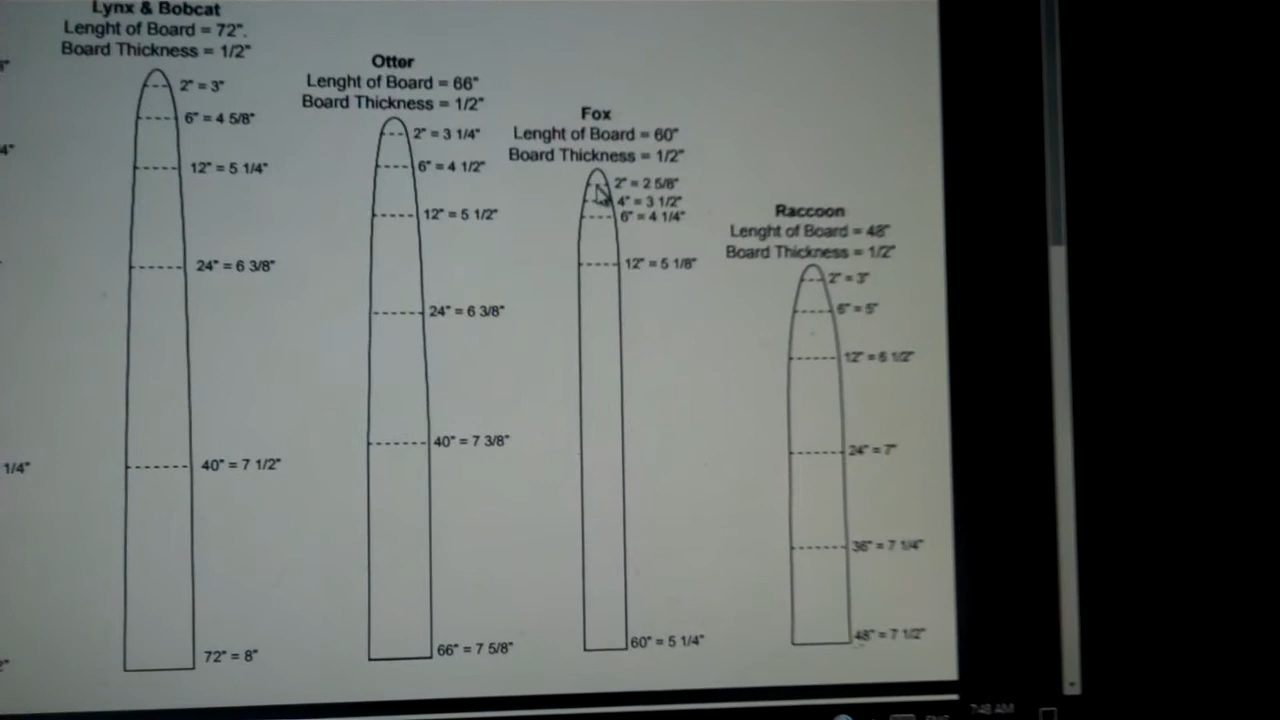 Lynx & Bobcat
Lenght of Board = 72".
Board Thickness = 1/2"
2" = 3"
6" = 4 5/8"
12" = 5 1/4"
24" = 6 3/8"
40" = 7 1/2"
72" = 8"
Otter
Lenght of Board = 66"
Board Thickness = 1/2"
2" = 3 1/4"
6" = 4 1/2"
12" = 5 1/2"
24" = 6 3/8"
40" = 7 3/8"
66" = 7 5/8"
Fox
Lenght of Board = 60"
Board Thickness = 1/2"
2" = 2 5/8"
4" = 3 1/2"
6" = 4 1/4"
12" = 5 1/8"
60" = 5 1/4"
Raccoon
Lenght of Board = 48"
Board Thickness = 1/2"
2" = 3"
6" = 5"
12" = 6 1/2"
24" = 7"
36" = 7 1/4"
48" = 7 1/2"
4"
1/4"
7:48 AM